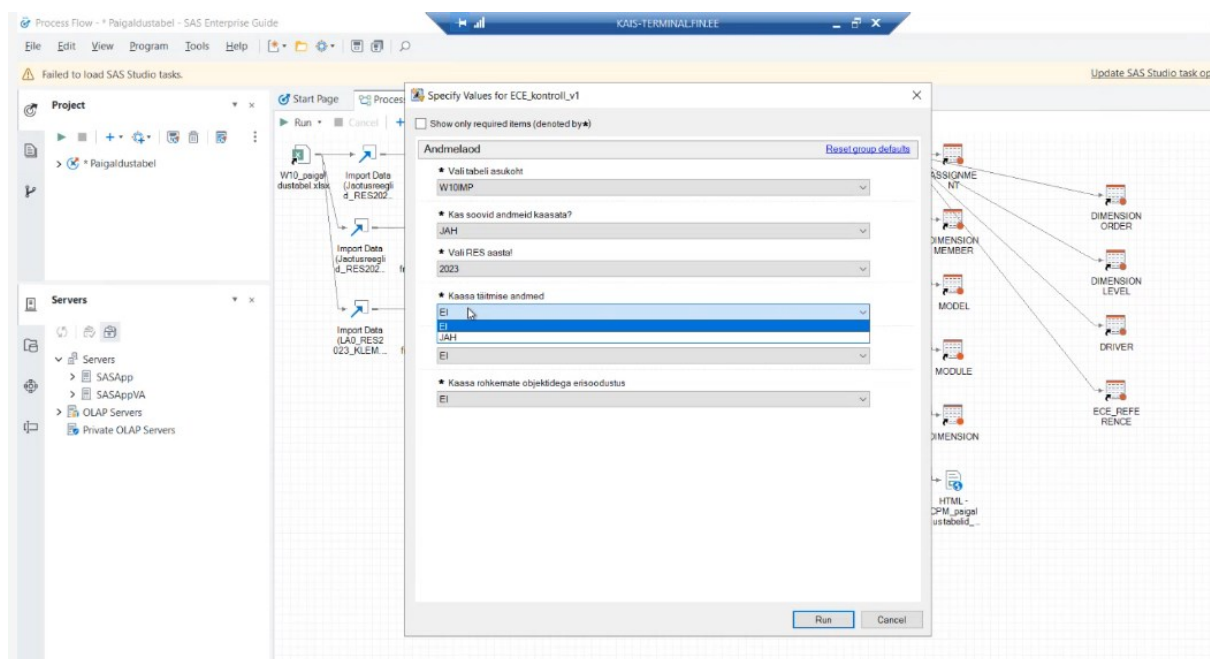 Process Flow - * Paigaldustabel - SAS Enterprise Guide
KAIS-TERMINAL.FIN.EE
File Edit View Program Tools Help
Failed to load SAS Studio tasks.
Update SAS Studio task op
Project
* Paigaldustabel
Servers
Servers
SASApp
SASAppVA
OLAP Servers
Private OLAP Servers
Start Page
Process
Run
Cancel
W10_paigal
dustabel.xlsx
Import Data
(Jaotusreegli
d_RES202...
Import Data
(Jaotusreegli
d_RES202...
Import Data
(LA0_RES2
023_KLEM...
Specify Values for ECE_kontroll_v1
Show only required items (denoted by*)
Andmelaod
Reset group defaults
* Vali tabeli asukoht
W10IMP
* Kas soovid andmeid kaasata?
JAH
* Vali RES aasta!
2023
* Kaasa täitmise andmed
EI
EI
JAH
EI
* Kaasa rohkemate objektidega erisoodustus
EI
Run
Cancel
ASSIGNME
NT
DIMENSION
MEMBER
MODEL
MODULE
DIMENSION
HTML -
CPM_paigal
dustabelid_...
DIMENSION
ORDER
DIMENSION
LEVEL
DRIVER
ECE_REFE
RENCE